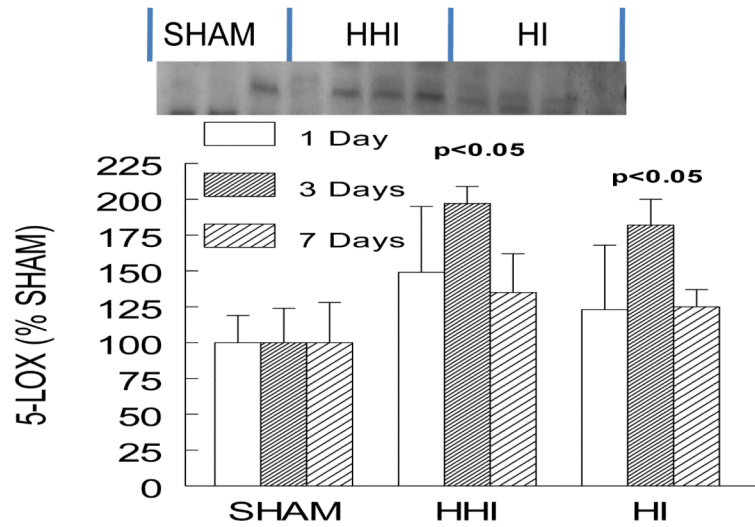 SHAM HHI HI
1 Day
3 Days
7 Days
p<0.05
p<0.05
5-LOX (% SHAM)
225
200
175
150
125
100
75
50
25
0
SHAM HHI HI